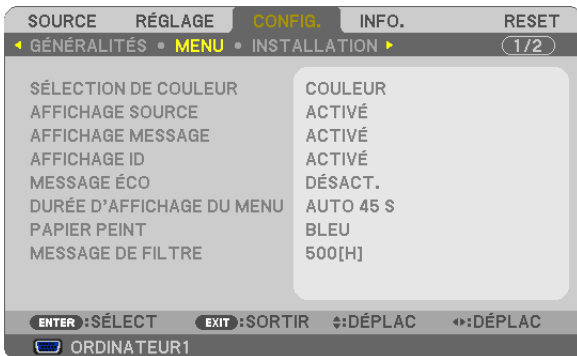 SOURCE RÉGLAGE CONFIG. INFO. RESET
GÉNÉRALITÉS • MENU • INSTALLATION 1/2
SÉLECTION DE COULEUR COULEUR
AFFICHAGE SOURCE ACTIVÉ
AFFICHAGE MESSAGE ACTIVÉ
AFFICHAGE ID ACTIVÉ
MESSAGE ÉCO DÉSACT.
DURÉE D'AFFICHAGE DU MENU AUTO 45 S
PAPIER PEINT BLEU
MESSAGE DE FILTRE 500[H]
ENTER :SÉLECT EXIT :SORTIR :DÉPLAC :DÉPLAC
ORDINATEUR1